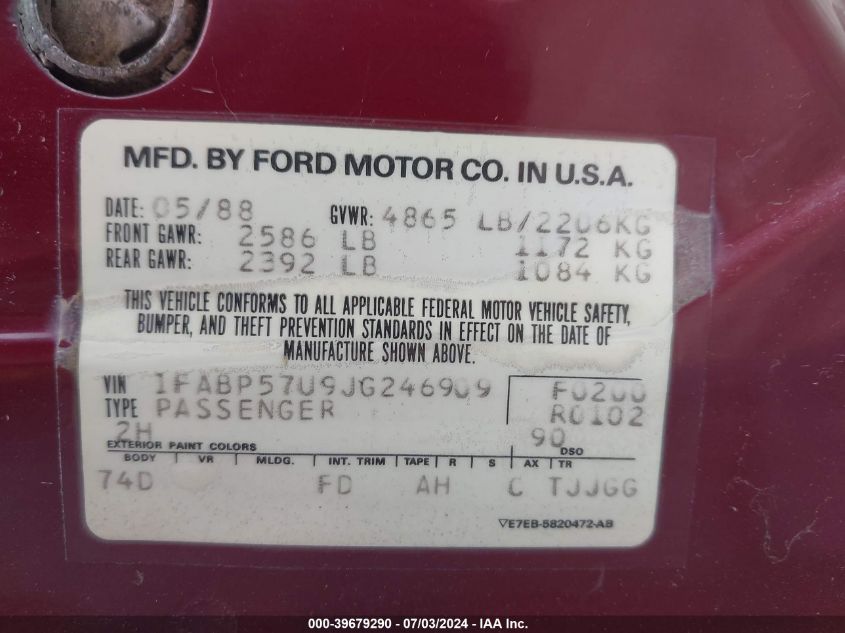 MFD. BY FORD MOTOR CO. IN U.S.A.
DATE: 05/88 GVWR: 4865 LB/2206KG
FRONT GAWR: 2586 LB 1172 KG
REAR GAWR: 2392 LB 1084 KG
THIS VEHICLE CONFORMS TO ALL APPLICABLE FEDERAL MOTOR VEHICLE SAFETY,
BUMPER, AND THEFT PREVENTION STANDARDS IN EFFECT ON THE DATE OF
MANUFACTURE SHOWN ABOVE.
VIN 1FABP57U9JG246909 F0200
TYPE PASSENGER R0102
2H 90
EXTERIOR PAINT COLORS DSO
BODY VR MLDG. INT. TRIM TAPE R S AX TR
74D FD AH C TJJGG
▽E7EB-5820472-AB
000-39679290 - 07/03/2024 - IAA Inc.